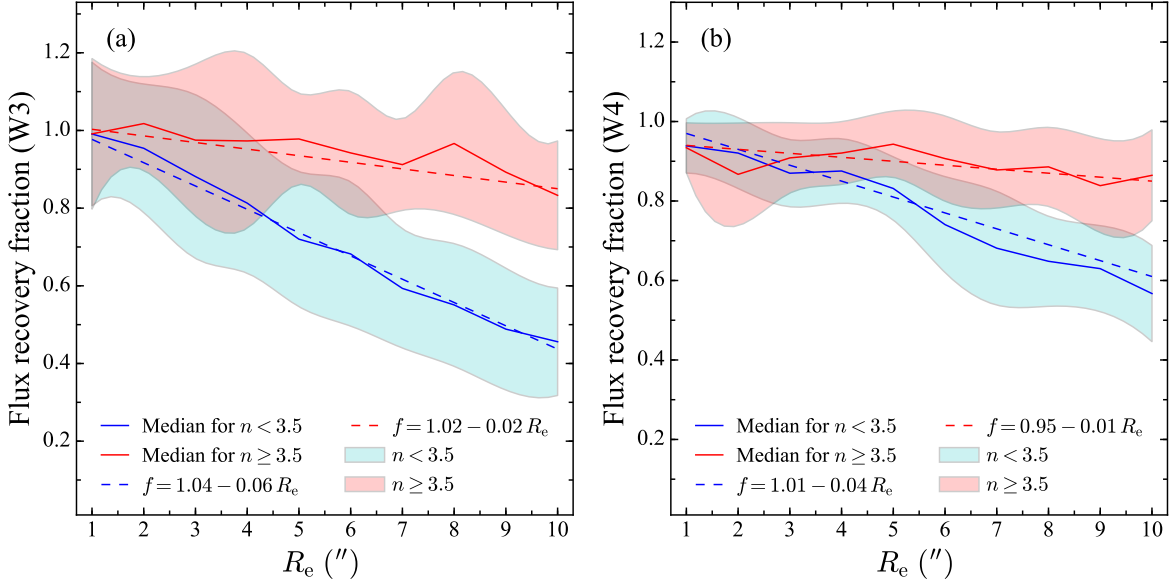 (a)
Flux recovery fraction (W3)
1.2
1.0
0.8
0.6
0.4
0.2
Median for n < 3.5
Median for n ≥ 3.5
f = 1.04 − 0.06 Re
f = 1.02 − 0.02 Re
n < 3.5
n ≥ 3.5
1 2 3 4 5 6 7 8 9 10
Re (″)
(b)
Flux recovery fraction (W4)
1.2
1.0
0.8
0.6
0.4
0.2
Median for n < 3.5
Median for n ≥ 3.5
f = 1.01 − 0.04 Re
f = 0.95 − 0.01 Re
n < 3.5
n ≥ 3.5
1 2 3 4 5 6 7 8 9 10
Re (″)